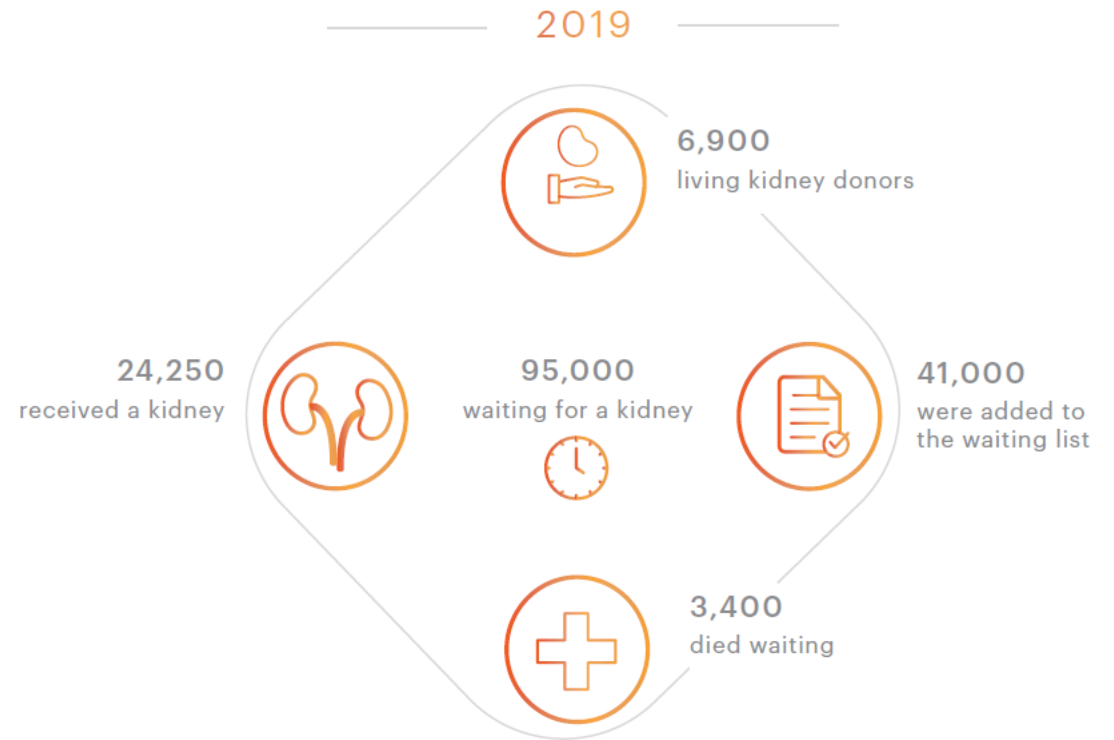 2019
6,900
living kidney donors
24,250
received a kidney
95,000
waiting for a kidney
41,000
were added to
the waiting list
3,400
died waiting